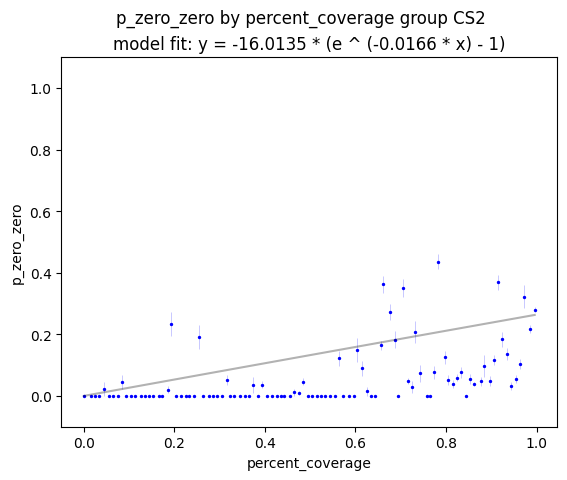 p_zero_zero by percent_coverage group CS2
model fit: y = -16.0135 * (e ^ (-0.0166 * x) - 1)
1.0
0.8
0.6
0.4
0.2
0.0
p_zero_zero
0.0 0.2 0.4 0.6 0.8 1.0
percent_coverage